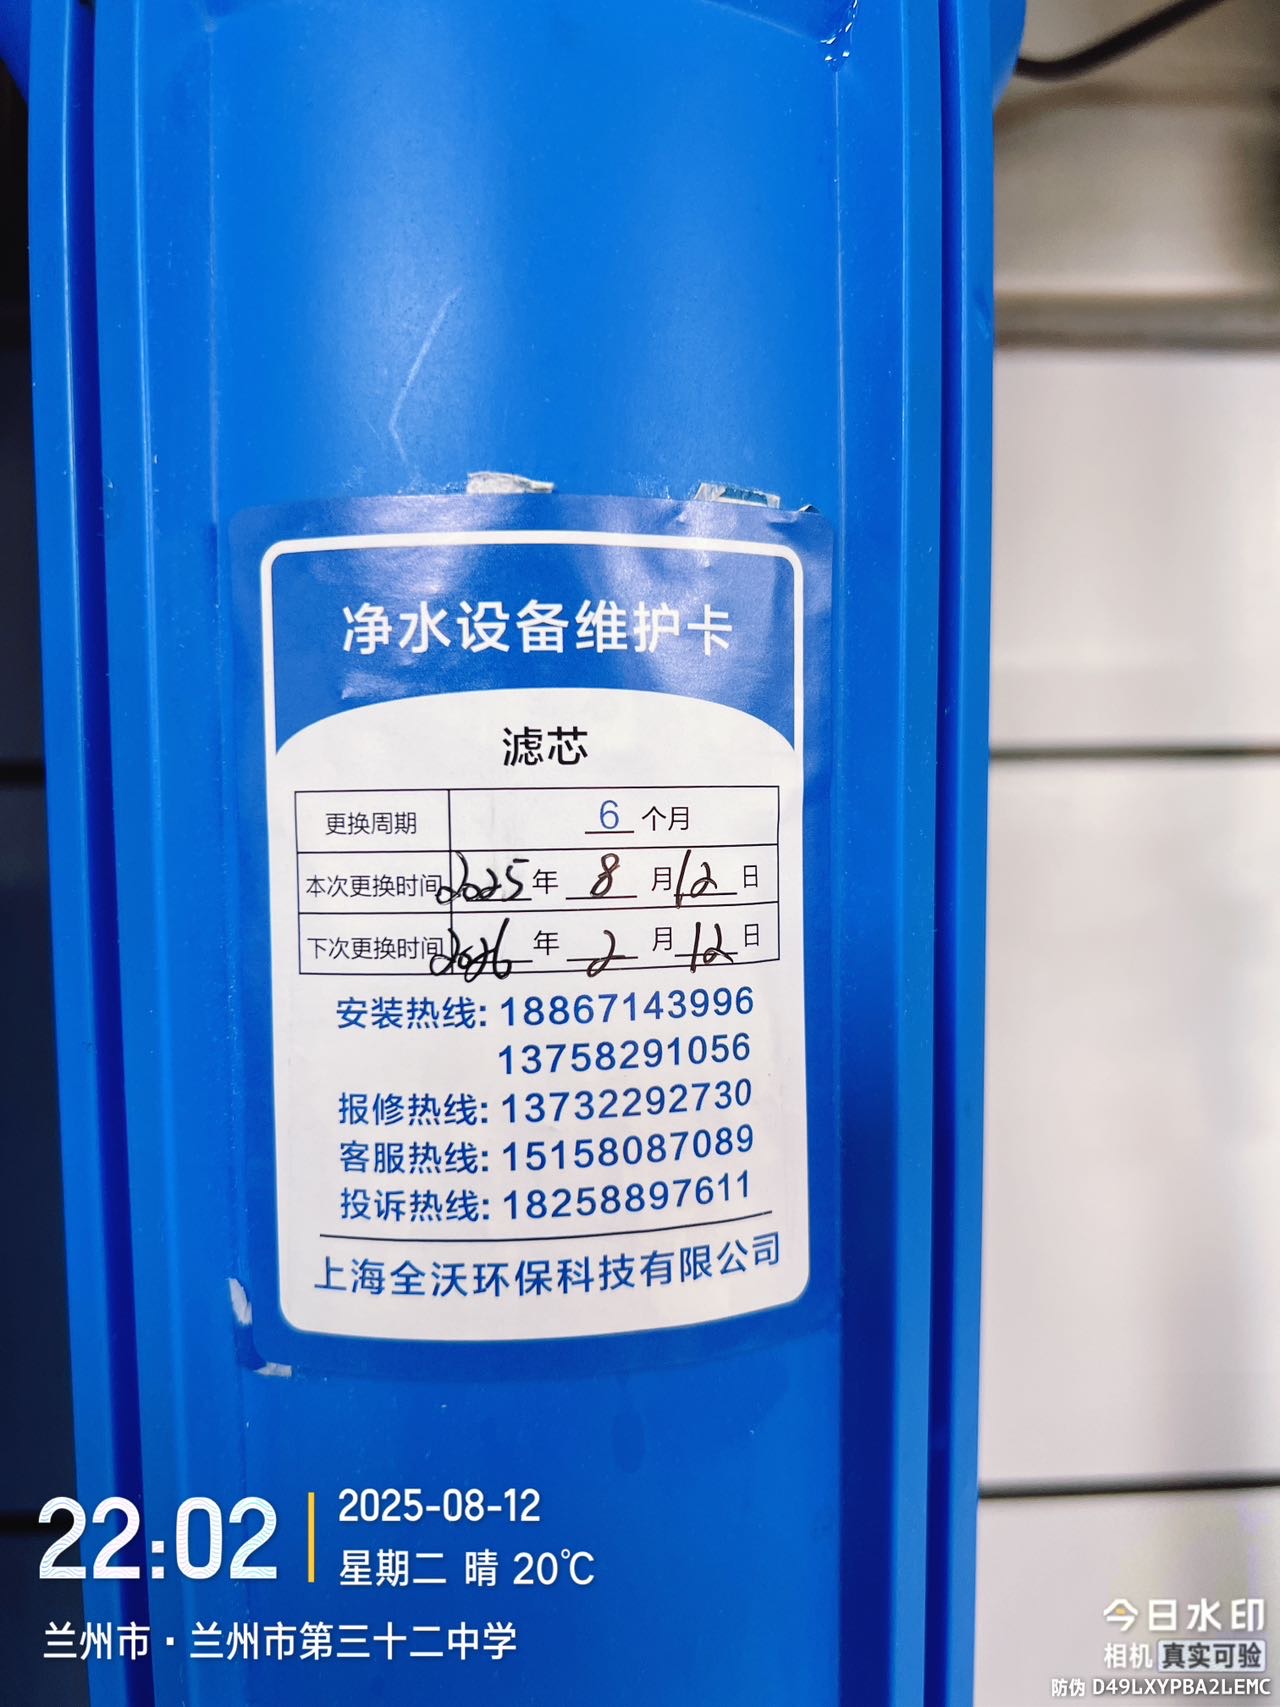 净水设备维护卡
滤芯
更换周期 6 个月
本次更换时间 2025 年 8 月 12 日
下次更换时间 2026 年 2 月 12 日
安装热线: 18867143996
13758291056
报修热线: 13732292730
客服热线: 15158087089
投诉热线: 18258897611
上海全沃环保科技有限公司
22:02
2025-08-12
星期二 晴 20℃
兰州市·兰州市第三十二中学
今日水印
相机 真实可验
防伪 D49LXYPBA2LEMC